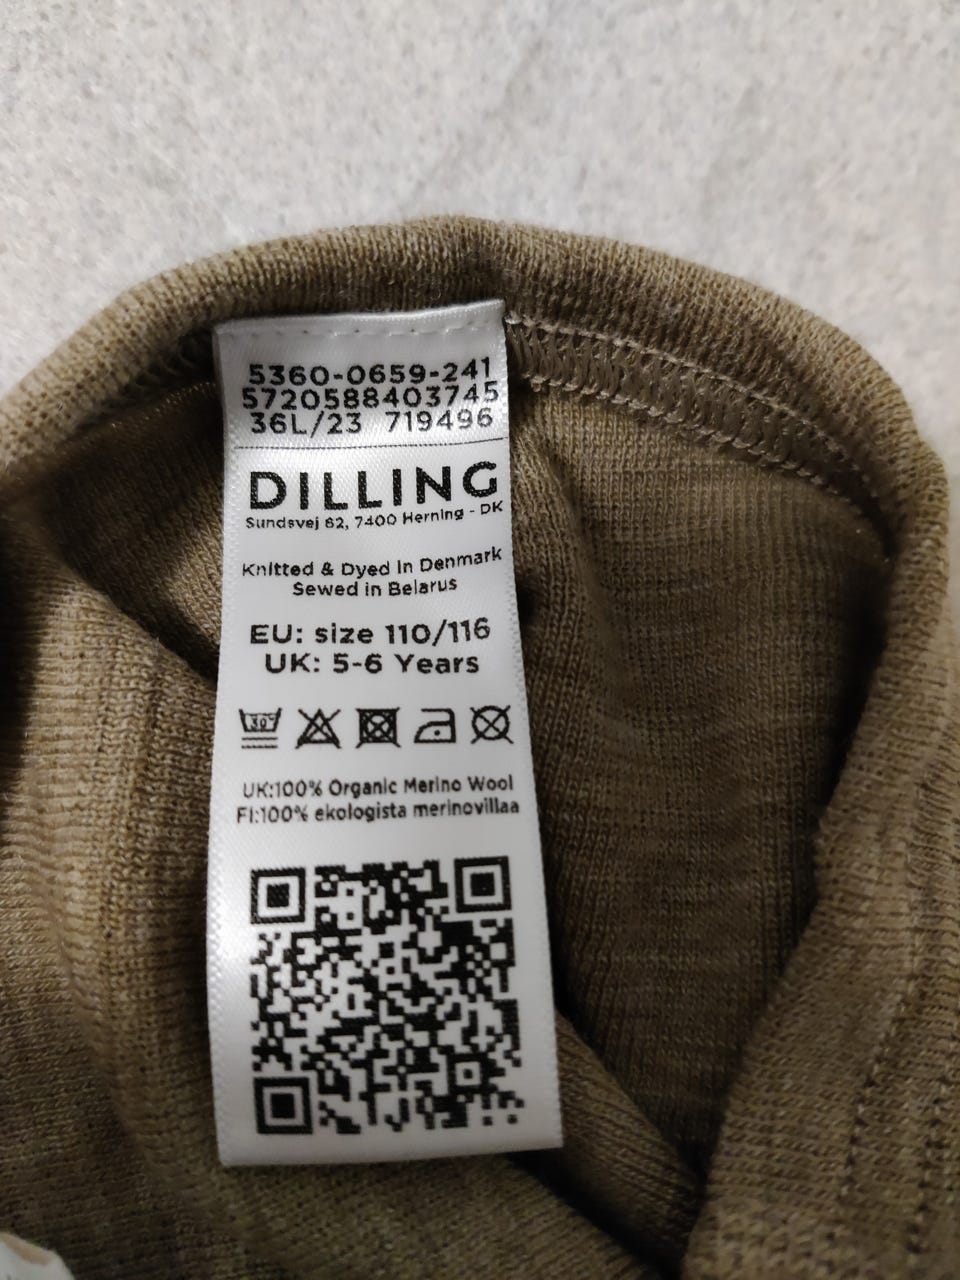 5360-0659-241
5720588403745
36L/23 719496
DILLING
Sundsvej 62, 7400 Herning - DK
Knitted & Dyed in Denmark
Sewed in Belarus
EU: size 110/116
UK: 5-6 Years
30°
UK:100% Organic Merino Wool
FI:100% ekologista merinovillaa